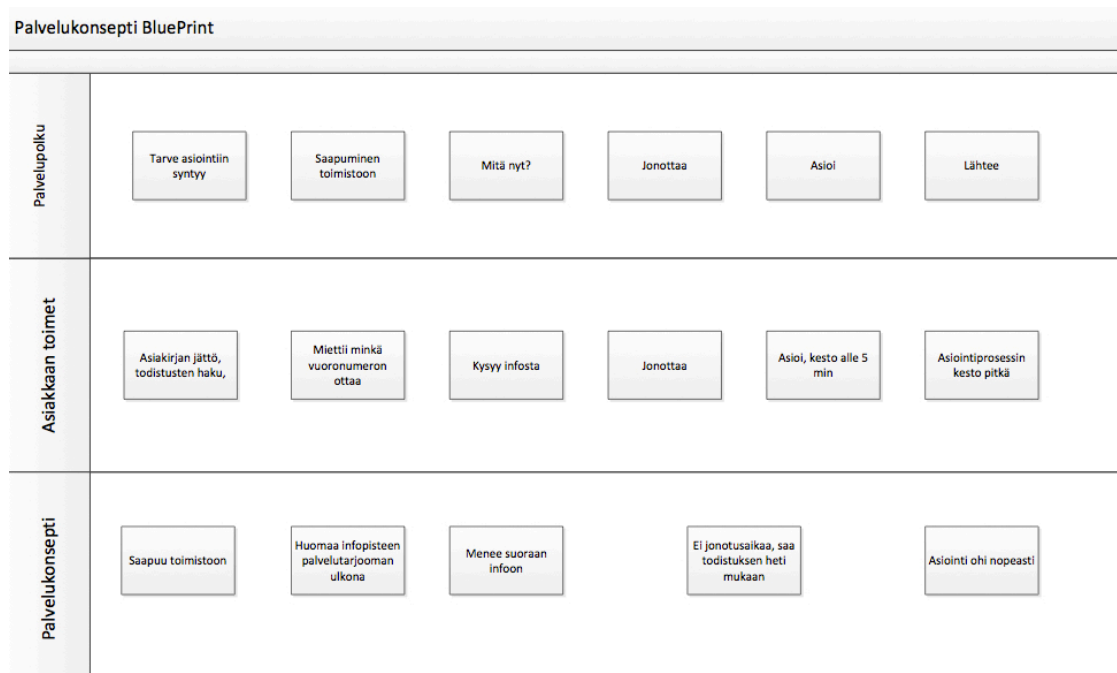 Palvelukonsepti BluePrint
Palvelupolku
Tarve asiointiin
syntyy
Saapuminen
toimistoon
Mitä nyt?
Jonottaa
Asioi
Lähtee
Asiakkaan toimet
Asiakirjan jättö,
todistusten haku,
Miettii minkä
vuoronumeron
ottaa
Kysyy infosta
Jonottaa
Asioi, kesto alle 5
min
Asiointiprosessin
kesto pitkä
Palvelukonsepti
Saapuu toimistoon
Huomaa infopisteen
palvelutarjooman
ulkona
Menee suoraan
infoon
Ei jonotusaikaa, saa
todistuksen heti
mukaan
Asiointi ohi nopeasti